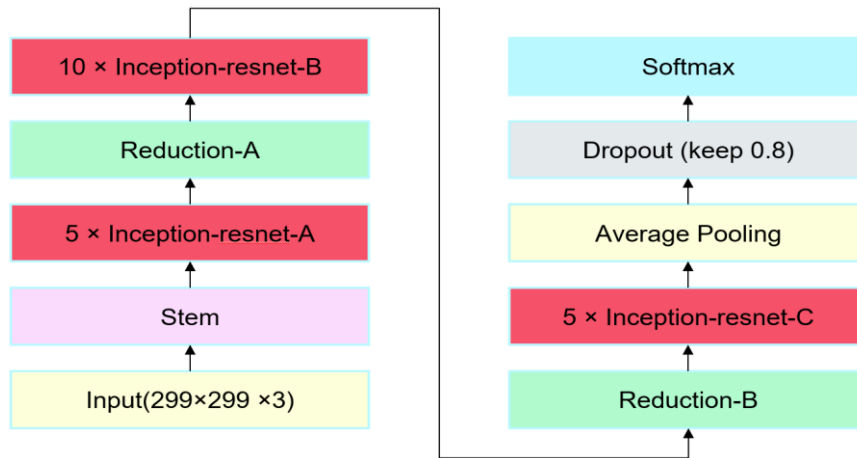 10 × Inception-resnet-B
Reduction-A
5 × Inception-resnet-A
Stem
Input(299×299 ×3)
Softmax
Dropout (keep 0.8)
Average Pooling
5 × Inception-resnet-C
Reduction-B